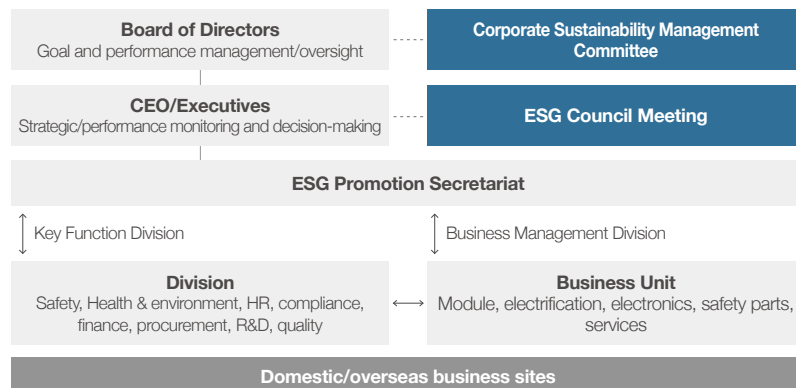 Board of Directors
Goal and performance management/oversight
Corporate Sustainability Management
Committee
CEO/Executives
Strategic/performance monitoring and decision-making
ESG Council Meeting
ESG Promotion Secretariat
Key Function Division
Business Management Division
Division
Safety, Health & environment, HR, compliance,
finance, procurement, R&D, quality
Business Unit
Module, electrification, electronics, safety parts,
services
Domestic/overseas business sites